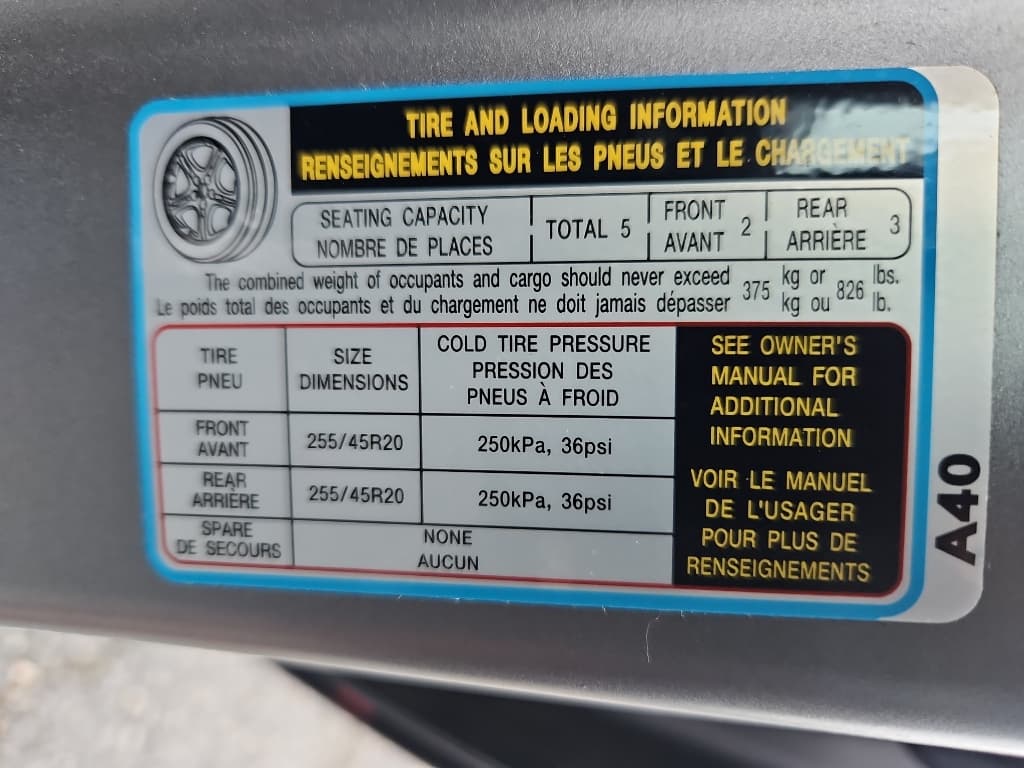 TIRE AND LOADING INFORMATION
RENSEIGNEMENTS SUR LES PNEUS ET LE CHARGEMENT
SEATING CAPACITY
NOMBRE DE PLACES
TOTAL 5
FRONT
AVANT
2
REAR
ARRIÈRE
3
The combined weight of occupants and cargo should never exceed 375 kg or 826 lbs.
Le poids total des occupants et du chargement ne doit jamais dépasser kg ou lb.
TIRE
PNEU
SIZE
DIMENSIONS
COLD TIRE PRESSURE
PRESSION DES
PNEUS À FROID
FRONT
AVANT
255/45R20
250kPa, 36psi
REAR
ARRIÈRE
255/45R20
250kPa, 36psi
SPARE
DE SECOURS
NONE
AUCUN
SEE OWNER'S
MANUAL FOR
ADDITIONAL
INFORMATION
VOIR LE MANUEL
DE L'USAGER
POUR PLUS DE
RENSEIGNEMENTS
A40